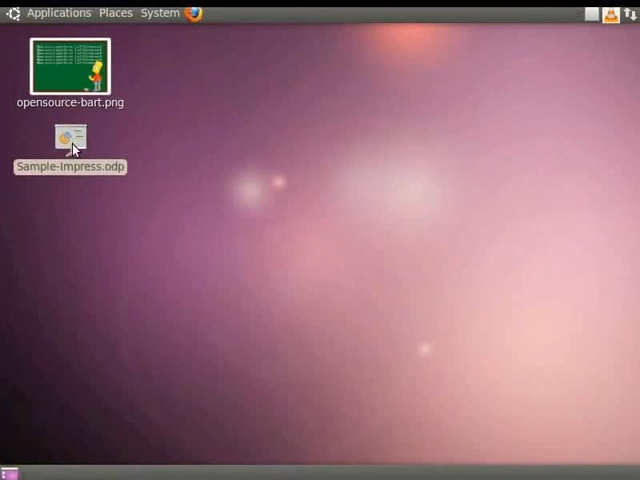 Applications Places System
opensource-bart.png
Sample-Impress.odp